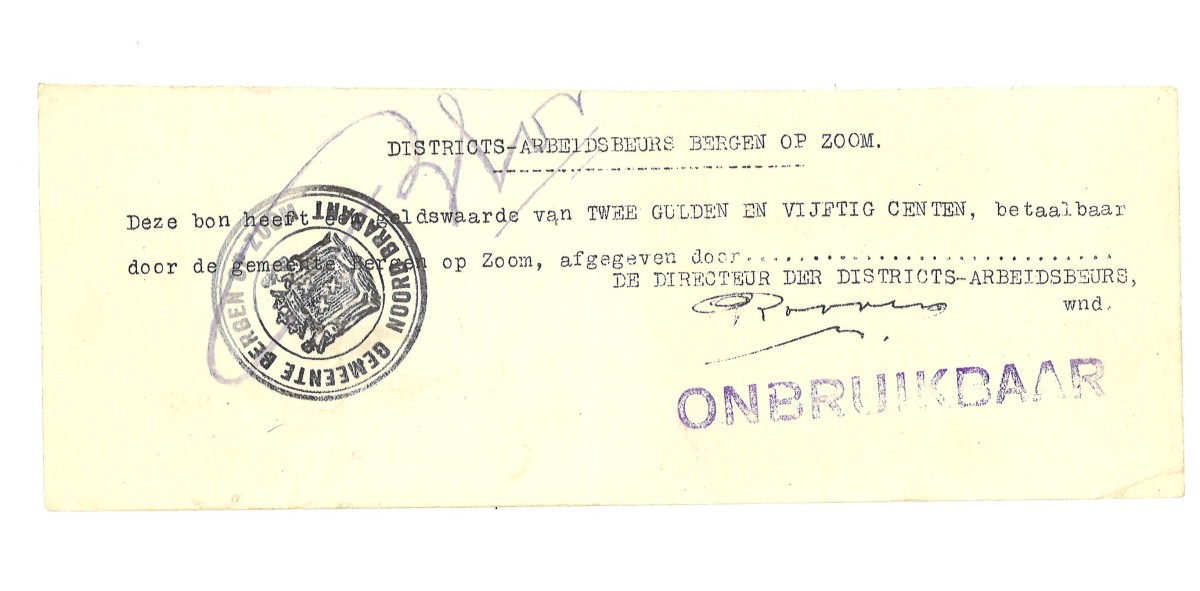 DISTRICTS-ARBEIDSBEURS BERGEN OP ZOOM.
Deze bon heeft een geldswaarde van TWEE GULDEN EN VIJFTIG CENTEN, betaalbaar
door de gemeente Bergen op Zoom, afgegeven door..............................
DE DIRECTEUR DER DISTRICTS-ARBEIDSBEURS,
wnd.
GEMEENTE BERGEN OP ZOOM NOORD BRABANT
ONBRUIKBAAR